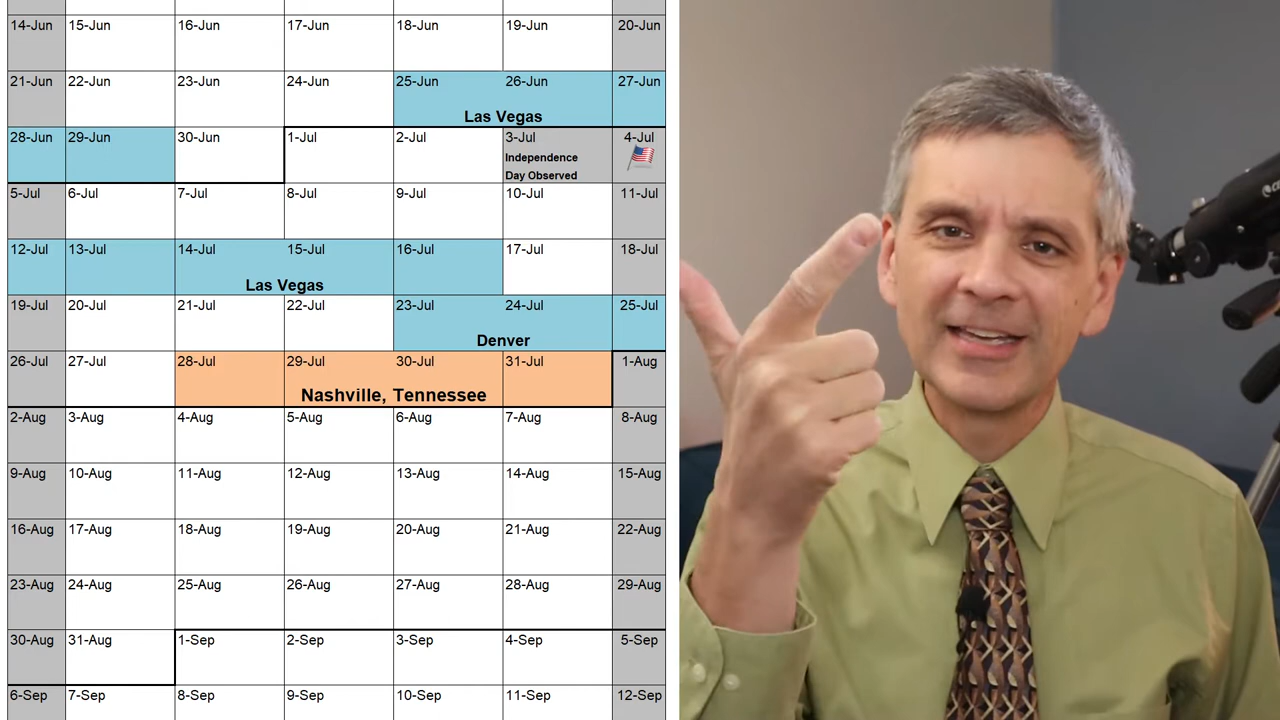 14-Jun 15-Jun 16-Jun 17-Jun 18-Jun 19-Jun 20-Jun
21-Jun 22-Jun 23-Jun 24-Jun 25-Jun 26-Jun 27-Jun
Las Vegas
28-Jun 29-Jun 30-Jun 1-Jul 2-Jul 3-Jul 4-Jul
Independence
Day Observed
5-Jul 6-Jul 7-Jul 8-Jul 9-Jul 10-Jul 11-Jul
12-Jul 13-Jul 14-Jul 15-Jul 16-Jul 17-Jul 18-Jul
Las Vegas
19-Jul 20-Jul 21-Jul 22-Jul 23-Jul 24-Jul 25-Jul
Denver
26-Jul 27-Jul 28-Jul 29-Jul 30-Jul 31-Jul 1-Aug
Nashville, Tennessee
2-Aug 3-Aug 4-Aug 5-Aug 6-Aug 7-Aug 8-Aug
9-Aug 10-Aug 11-Aug 12-Aug 13-Aug 14-Aug 15-Aug
16-Aug 17-Aug 18-Aug 19-Aug 20-Aug 21-Aug 22-Aug
23-Aug 24-Aug 25-Aug 26-Aug 27-Aug 28-Aug 29-Aug
30-Aug 31-Aug 1-Sep 2-Sep 3-Sep 4-Sep 5-Sep
6-Sep 7-Sep 8-Sep 9-Sep 10-Sep 11-Sep 12-Sep